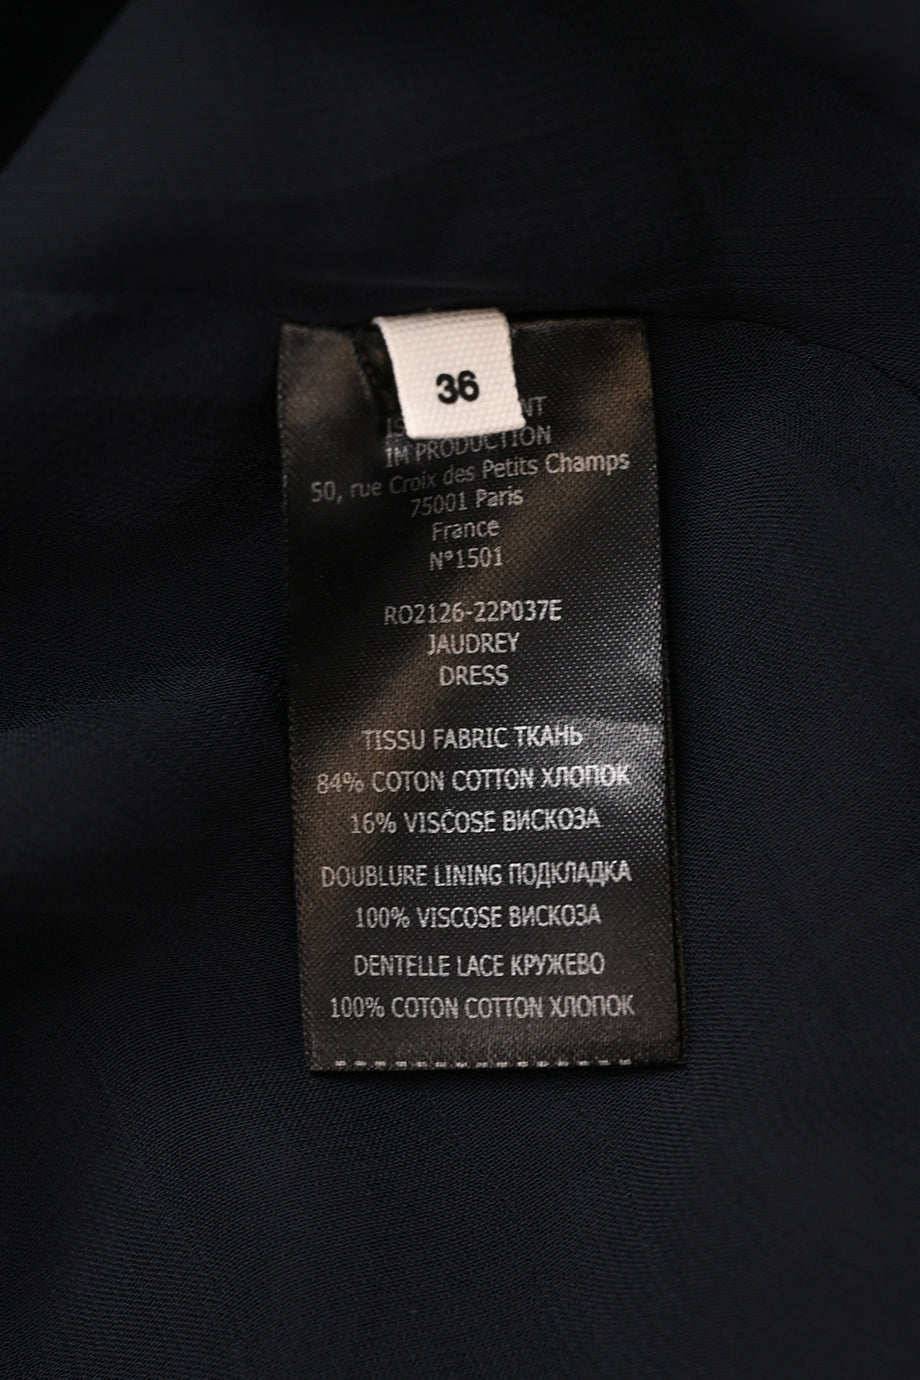 36
IM PRODUCTION
50, rue Croix des Petits Champs
75001 Paris
France
N°1501
RO2126-22P037E
JAUDREY
DRESS
TISSU FABRIC ТКАНЬ
84% COTON COTTON ХЛОПОК
16% VISCOSE ВИСКОЗА
DOUBLURE LINING ПОДКЛАДКА
100% VISCOSE ВИСКОЗА
DENTELLE LACE КРУЖЕВО
100% COTON COTTON ХЛОПОК